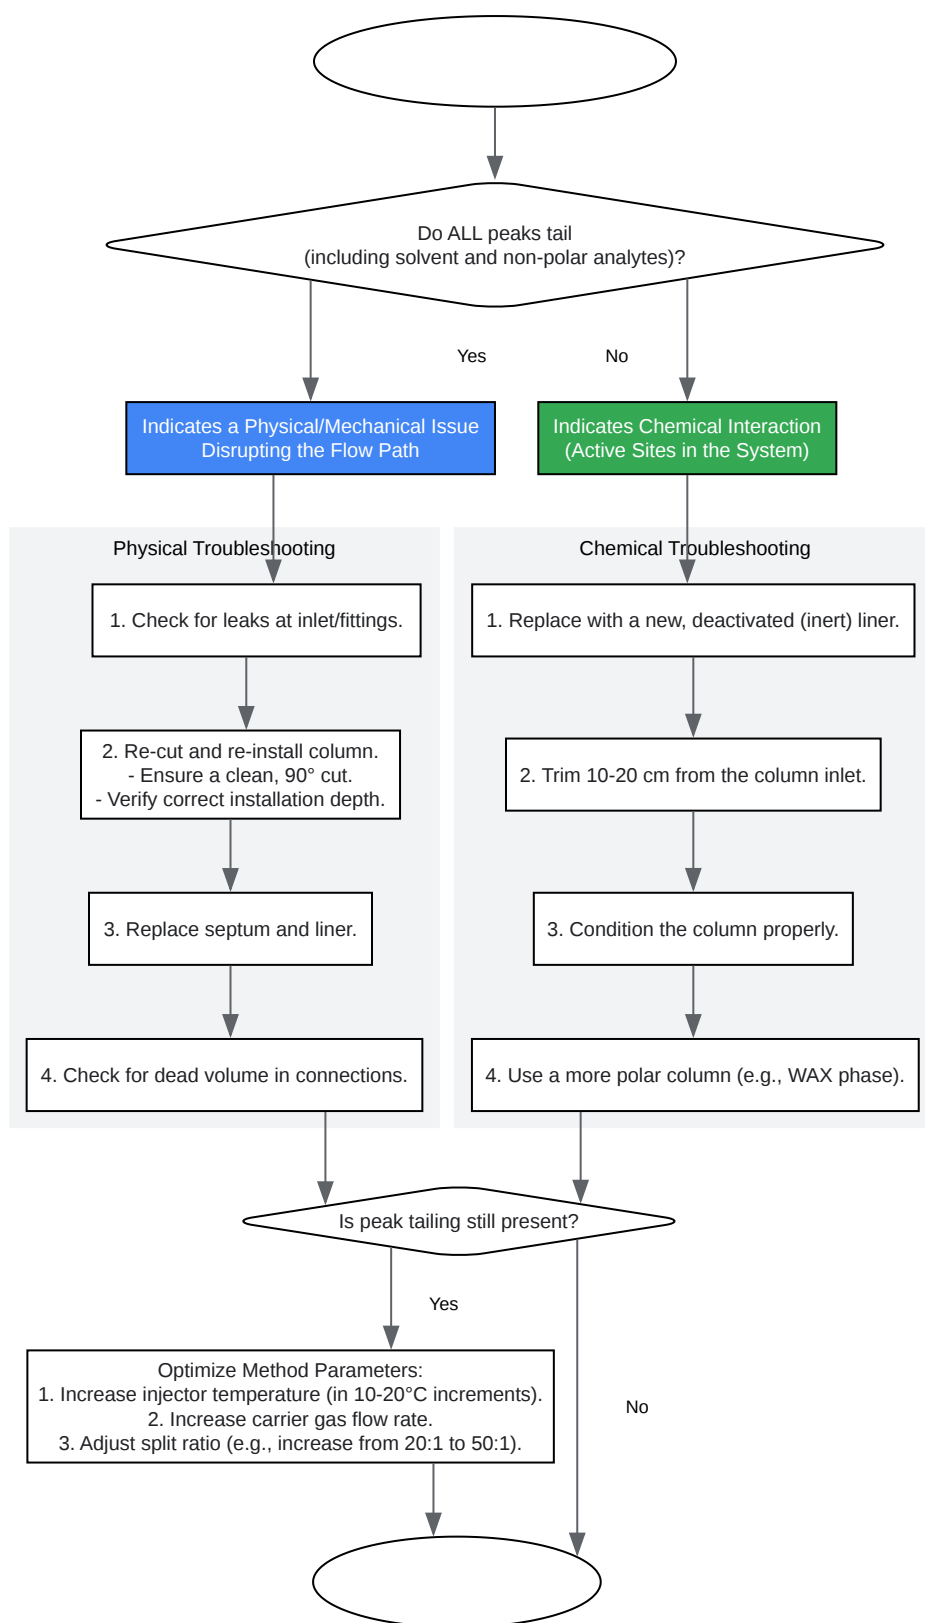 Do ALL peaks tail
(including solvent and non-polar analytes)?
Yes
No
Indicates a Physical/Mechanical Issue
Disrupting the Flow Path
Indicates Chemical Interaction
(Active Sites in the System)
Physical Troubleshooting
1. Check for leaks at inlet/fittings.
2. Re-cut and re-install column.
- Ensure a clean, 90° cut.
- Verify correct installation depth.
3. Replace septum and liner.
4. Check for dead volume in connections.
Chemical Troubleshooting
1. Replace with a new, deactivated (inert) liner.
2. Trim 10-20 cm from the column inlet.
3. Condition the column properly.
4. Use a more polar column (e.g., WAX phase).
Is peak tailing still present?
Yes
No
Optimize Method Parameters:
1. Increase injector temperature (in 10-20°C increments).
2. Increase carrier gas flow rate.
3. Adjust split ratio (e.g., increase from 20:1 to 50:1).